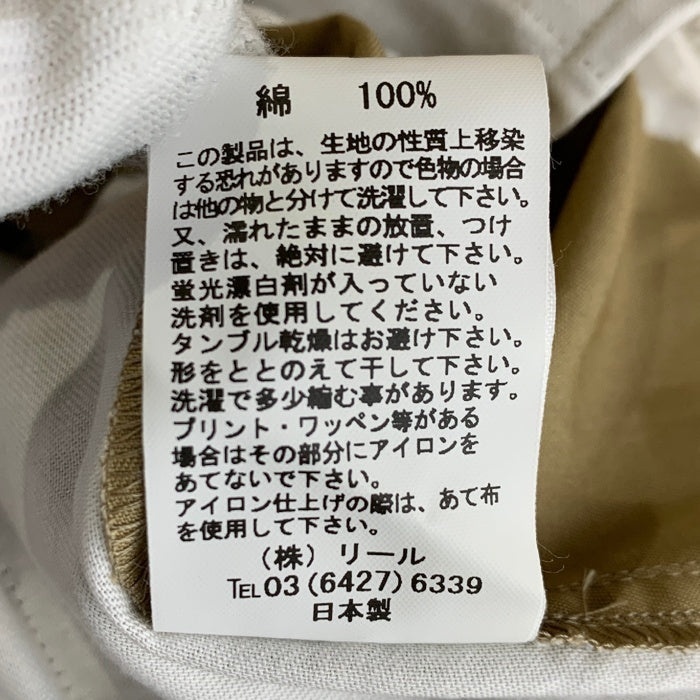 綿 100%
この製品は、生地の性質上移染
する恐れがありますので色物の場合
は他の物と分けて洗濯して下さい。
又、濡れたままの放置、つけ
置きは、絶対に避けて下さい。
蛍光漂白剤が入っていない
洗剤を使用してください。
タンブル乾燥はお避け下さい。
形をととのえて干して下さい。
洗濯で多少縮む事があります。
プリント・ワッペン等がある
場合はその部分にアイロンを
あてないで下さい。
アイロン仕上げの際は、あて布
を使用して下さい。
(株) リール
TEL 03 (6427) 6339
日本製